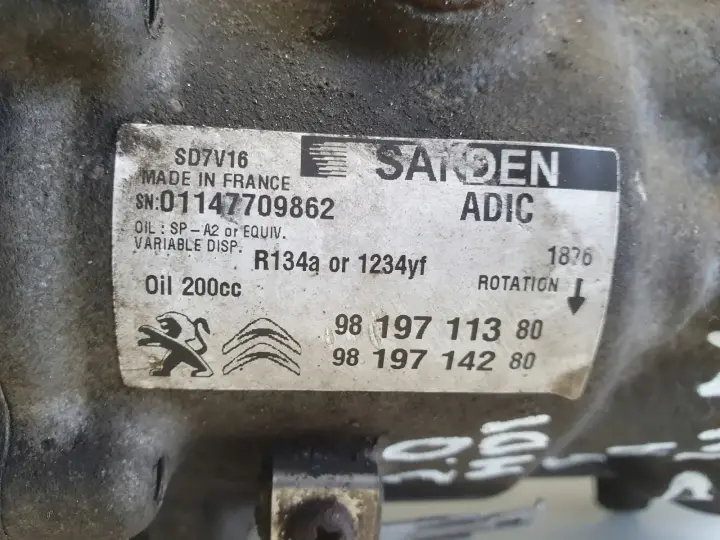 SD7V16
SANDEN
MADE IN FRANCE
SN:01147709862
ADIC
OIL : SP-A2 or EQUIV.
VARIABLE DISP.
R134a or 1234yf
Oil 200cc
ROTATION
98 197 113 80
98 197 142 80
HDI